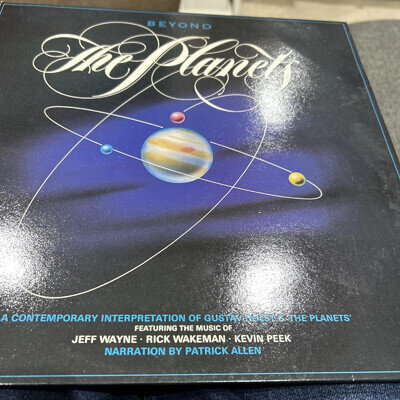 BEYOND
The Planets
A CONTEMPORARY INTERPRETATION OF GUSTAV HOLST'S 'THE PLANETS'
FEATURING THE MUSIC OF
JEFF WAYNE · RICK WAKEMAN · KEVIN PEEK
NARRATION BY PATRICK ALLEN